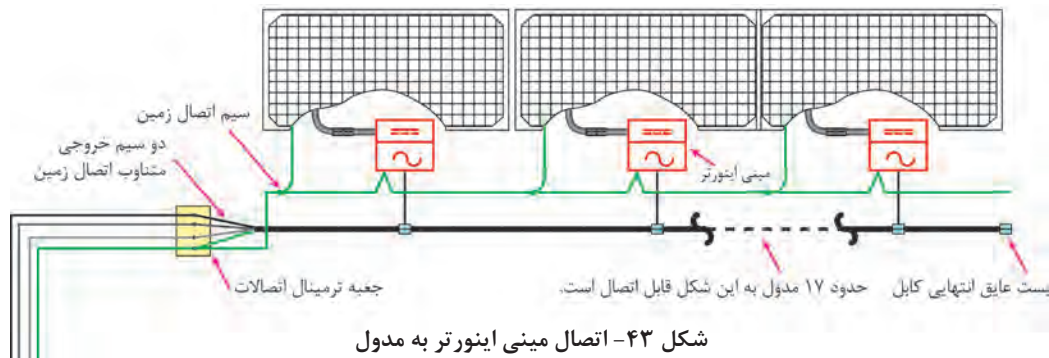 سیم اتصال زمین
دو سیم خروجی
متناوب اتصال زمین
مینی اینورتر
جعبه ترمینال اتصالات
حدود ۱۷ مدول به این شکل قابل اتصال است.
بست عایق انتهایی کابل
شکل ۴۳- اتصال مینی اینورتر به مدول